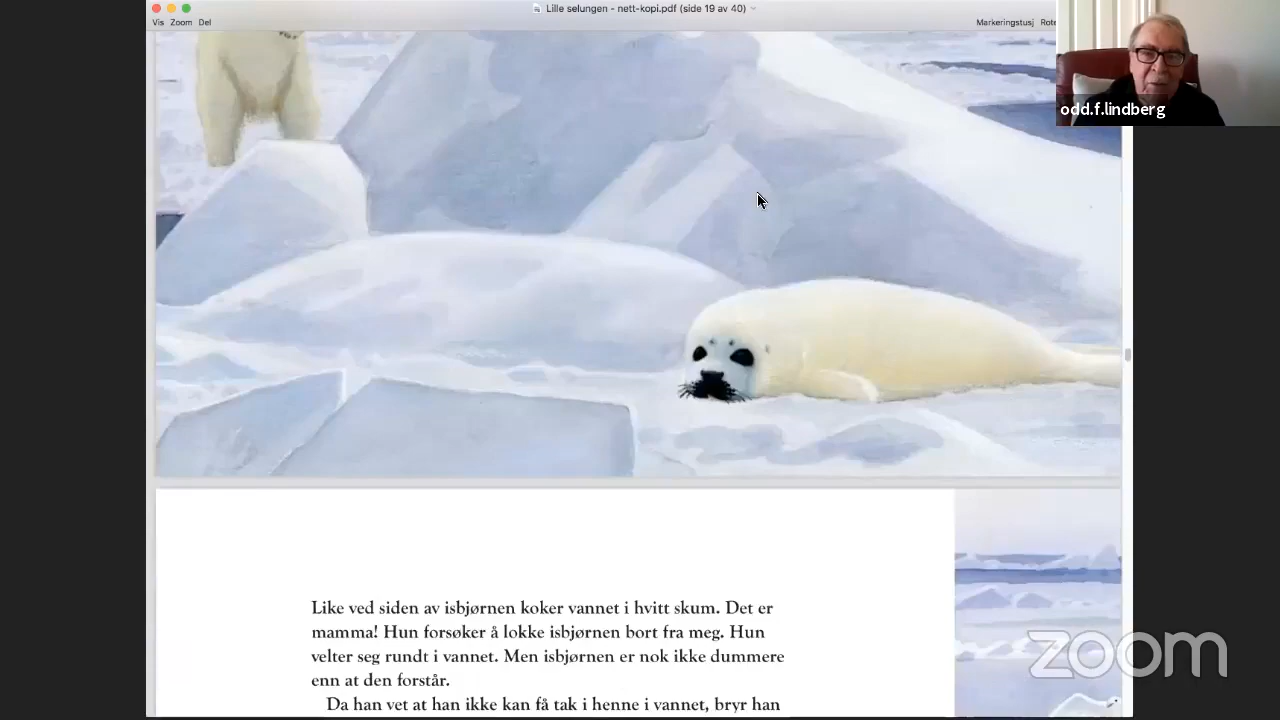 Lille selungen - nett-kopi.pdf (side 19 av 40)
Vis Zoom Del
Markeringstusj
odd.f.lindberg
Like ved siden av isbjørnen koker vannet i hvitt skum. Det er
mamma! Hun forsøker å lokke isbjørnen bort fra meg. Hun
velter seg rundt i vannet. Men isbjørnen er nok ikke dummere
enn at den forstår.
Da han vet at han ikke kan få tak i henne i vannet, bryr han
zoom